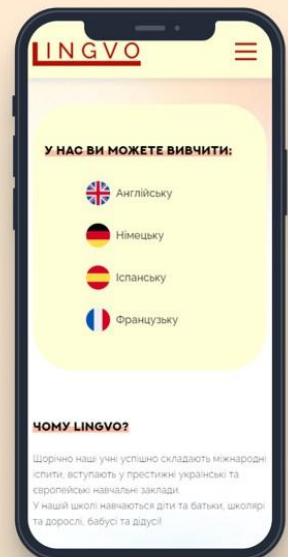 LINGVO
У НАС ВИ МОЖЕТЕ ВИВЧИТИ:
Англійську
Німецьку
Іспанську
Французьку
ЧОМУ LINGVO?
Щорічно наші учні успішно складають міжнародні
іспити, вступають у престижні українські та
європейські навчальні заклади.
У нашій школі навчаються діти та батьки, школярі
та дорослі, бабусі та дідусі!